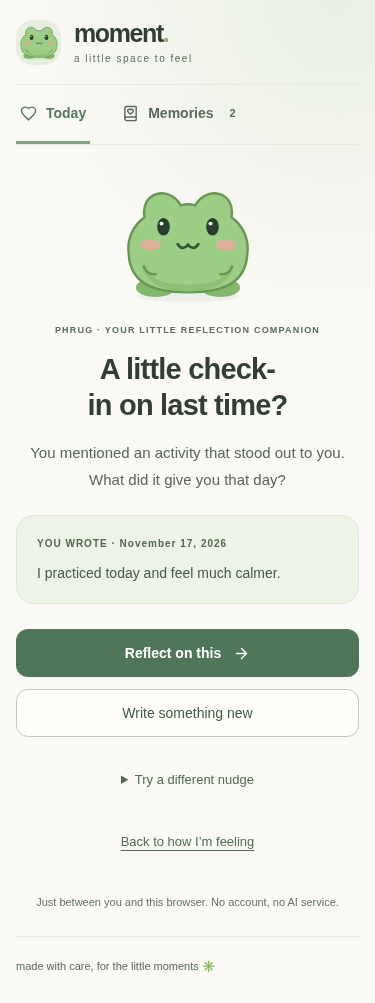 moment.
a little space to feel
Today
Memories 2
PHRUG · YOUR LITTLE REFLECTION COMPANION
A little check-
in on last time?
You mentioned an activity that stood out to you.
What did it give you that day?
YOU WROTE · November 17, 2026
I practiced today and feel much calmer.
Reflect on this →
Write something new
▶ Try a different nudge
Back to how I'm feeling
Just between you and this browser. No account, no AI service.
made with care, for the little moments ✳️